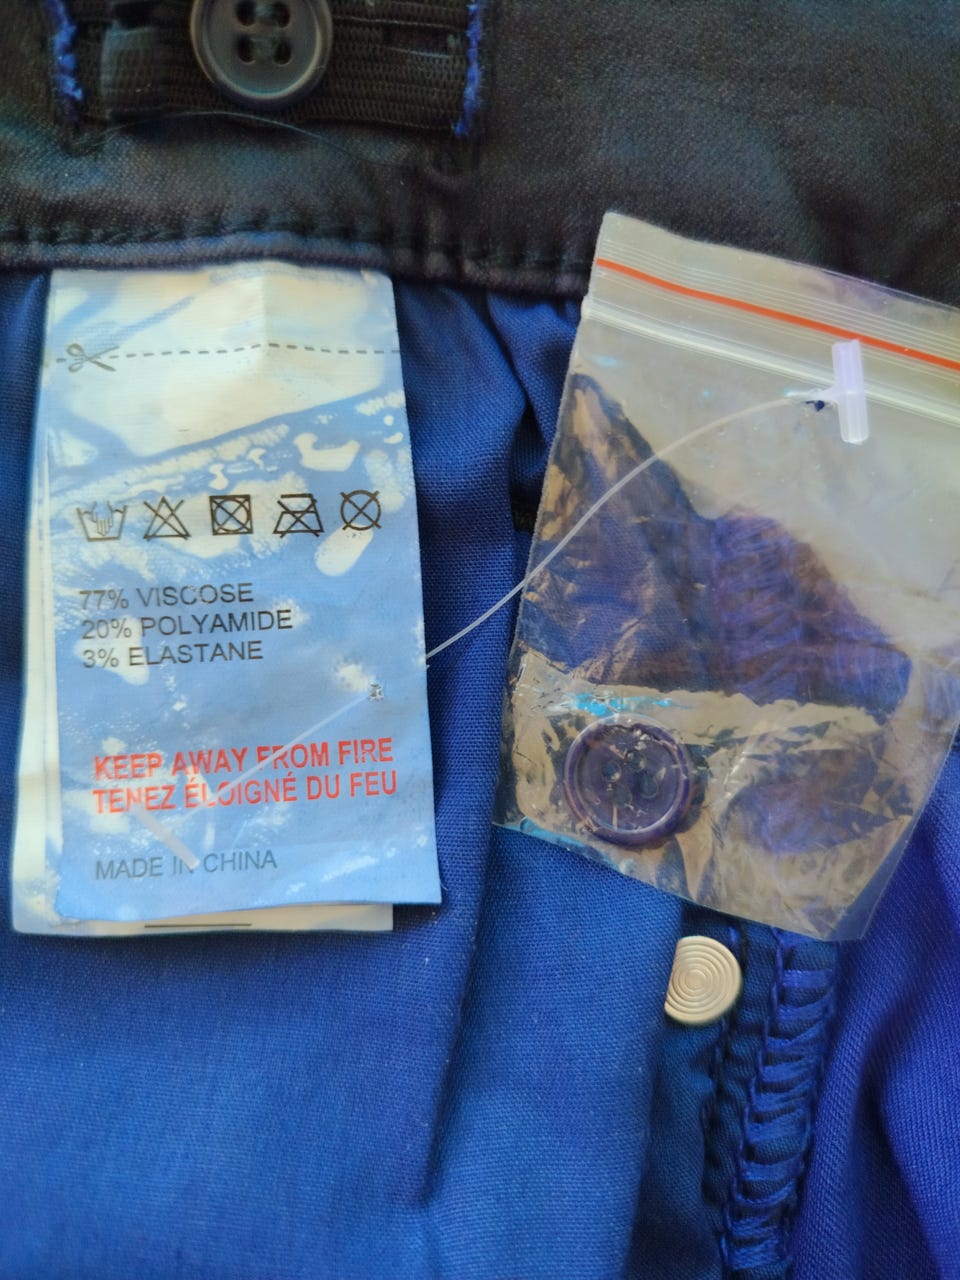 77% VISCOSE
20% POLYAMIDE
3% ELASTANE
KEEP AWAY FROM FIRE
TENEZ ÉLOIGNÉ DU FEU
MADE IN CHINA